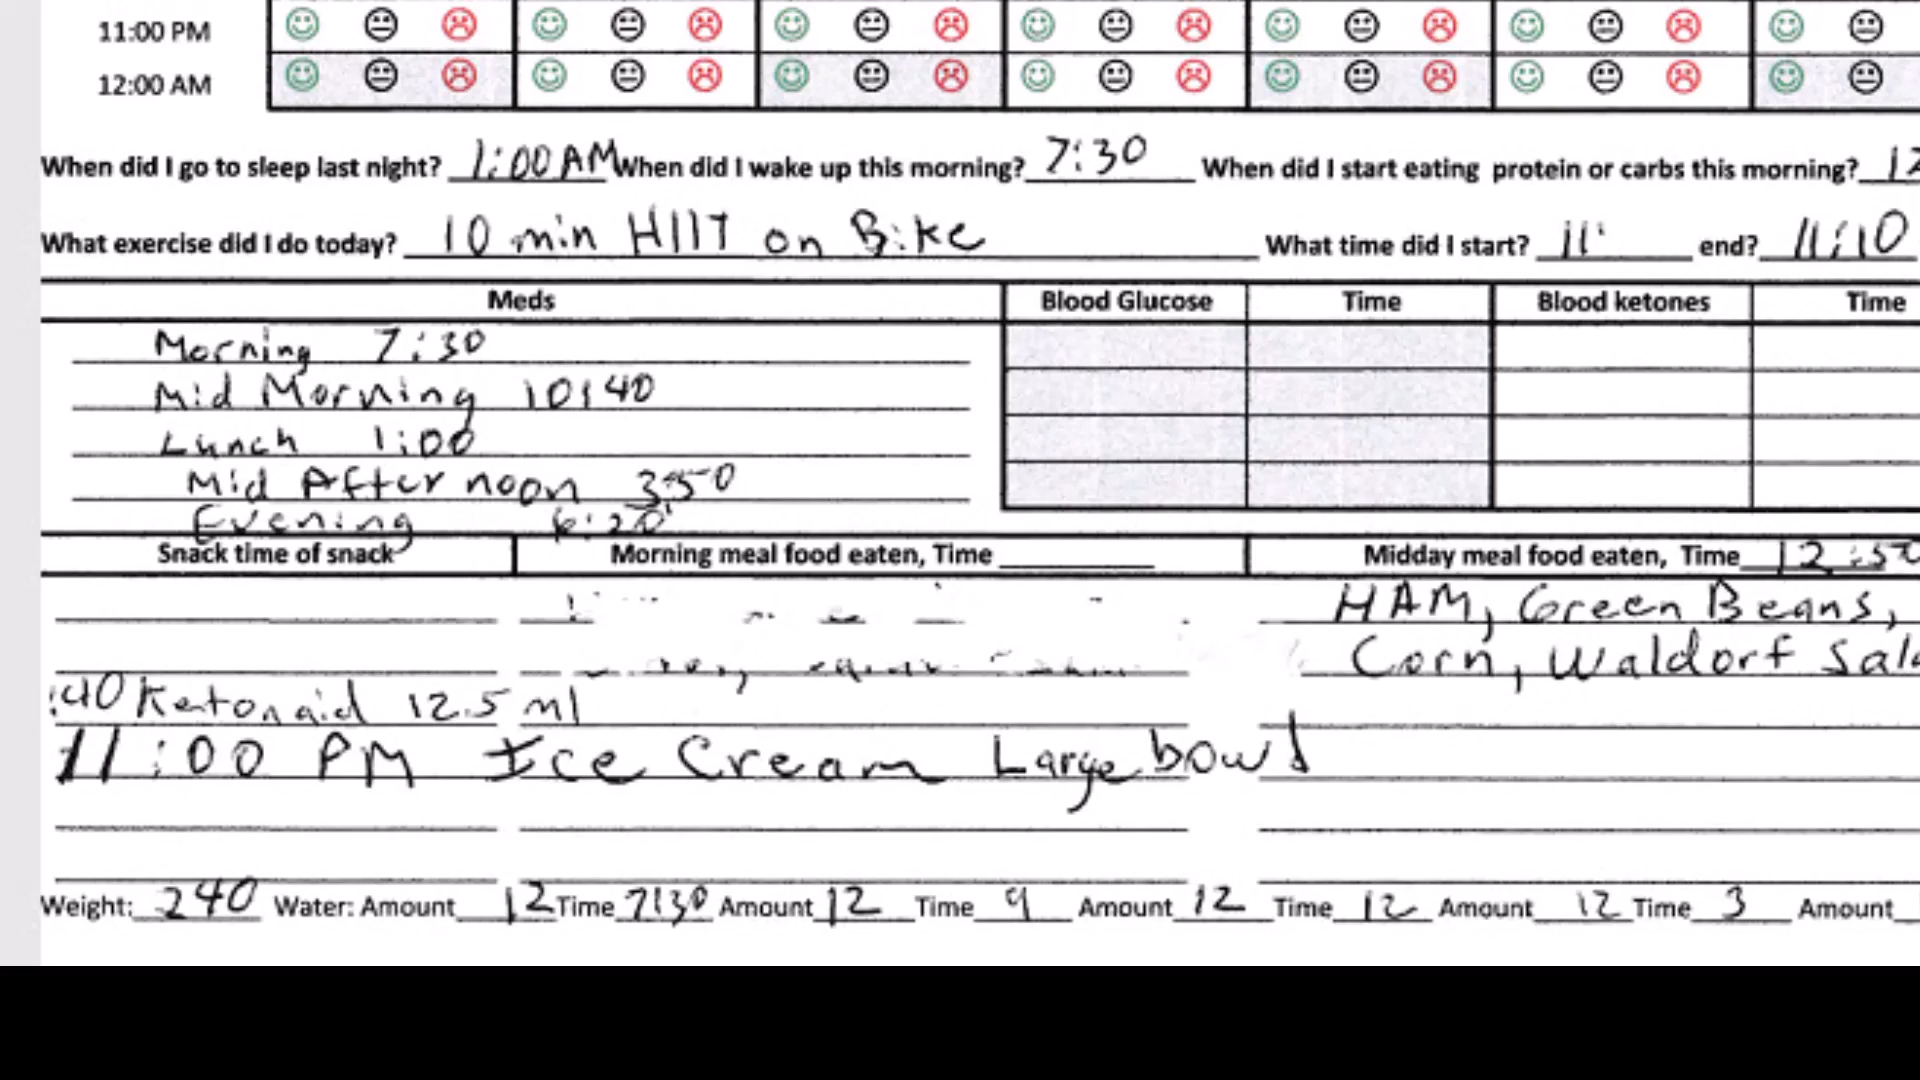 11:00 PM
12:00 AM
When did I go to sleep last night? 1:00 AM When did I wake up this morning? 7:30 When did I start eating protein or carbs this morning? 12
What exercise did I do today? 10 min HIIT on Bike What time did I start? 11: end? 11:10
Meds Blood Glucose Time Blood ketones Time
Morning 7:30
Mid Morning 10:40
Lunch 1:00
Mid Afternoon 3:50
Evening 6:20
Snack time of snack Morning meal food eaten, Time Midday meal food eaten, Time 12:50
HAM, Green Beans,
Corn, Waldorf Sala
:40 Ketonaid 12.5 ml
11:00 PM Ice Cream Large bowl
Weight: 240 Water: Amount 12 Time 7:30 Amount 12 Time 9 Amount 12 Time 12 Amount 12 Time 3 Amount